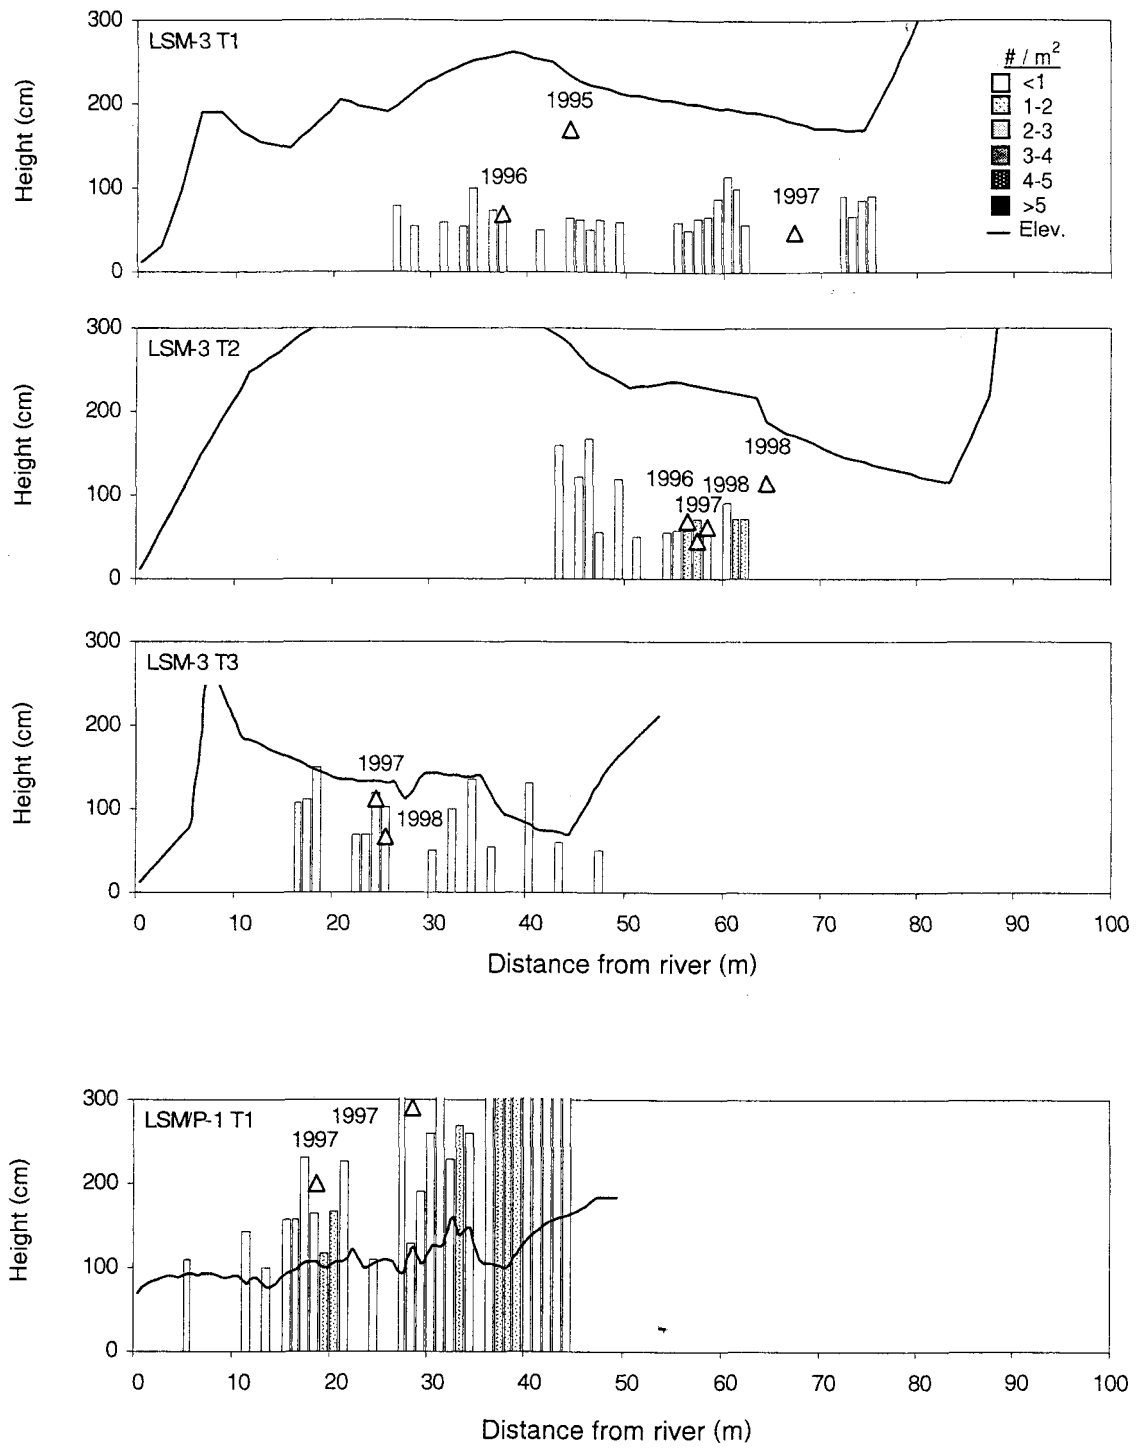 LSM-3 T1
Height (cm)
300
200
100
0
1995
1996
1997
# / m²
<1
1-2
2-3
3-4
4-5
>5
Elev.
LSM-3 T2
Height (cm)
300
200
100
0
1996
1997
1998
1998
LSM-3 T3
Height (cm)
300
200
100
0
1997
1998
0 10 20 30 40 50 60 70 80 90 100
Distance from river (m)
LSM/P-1 T1
Height (cm)
300
200
100
0
1997
1997
0 10 20 30 40 50 60 70 80 90 100
Distance from river (m)